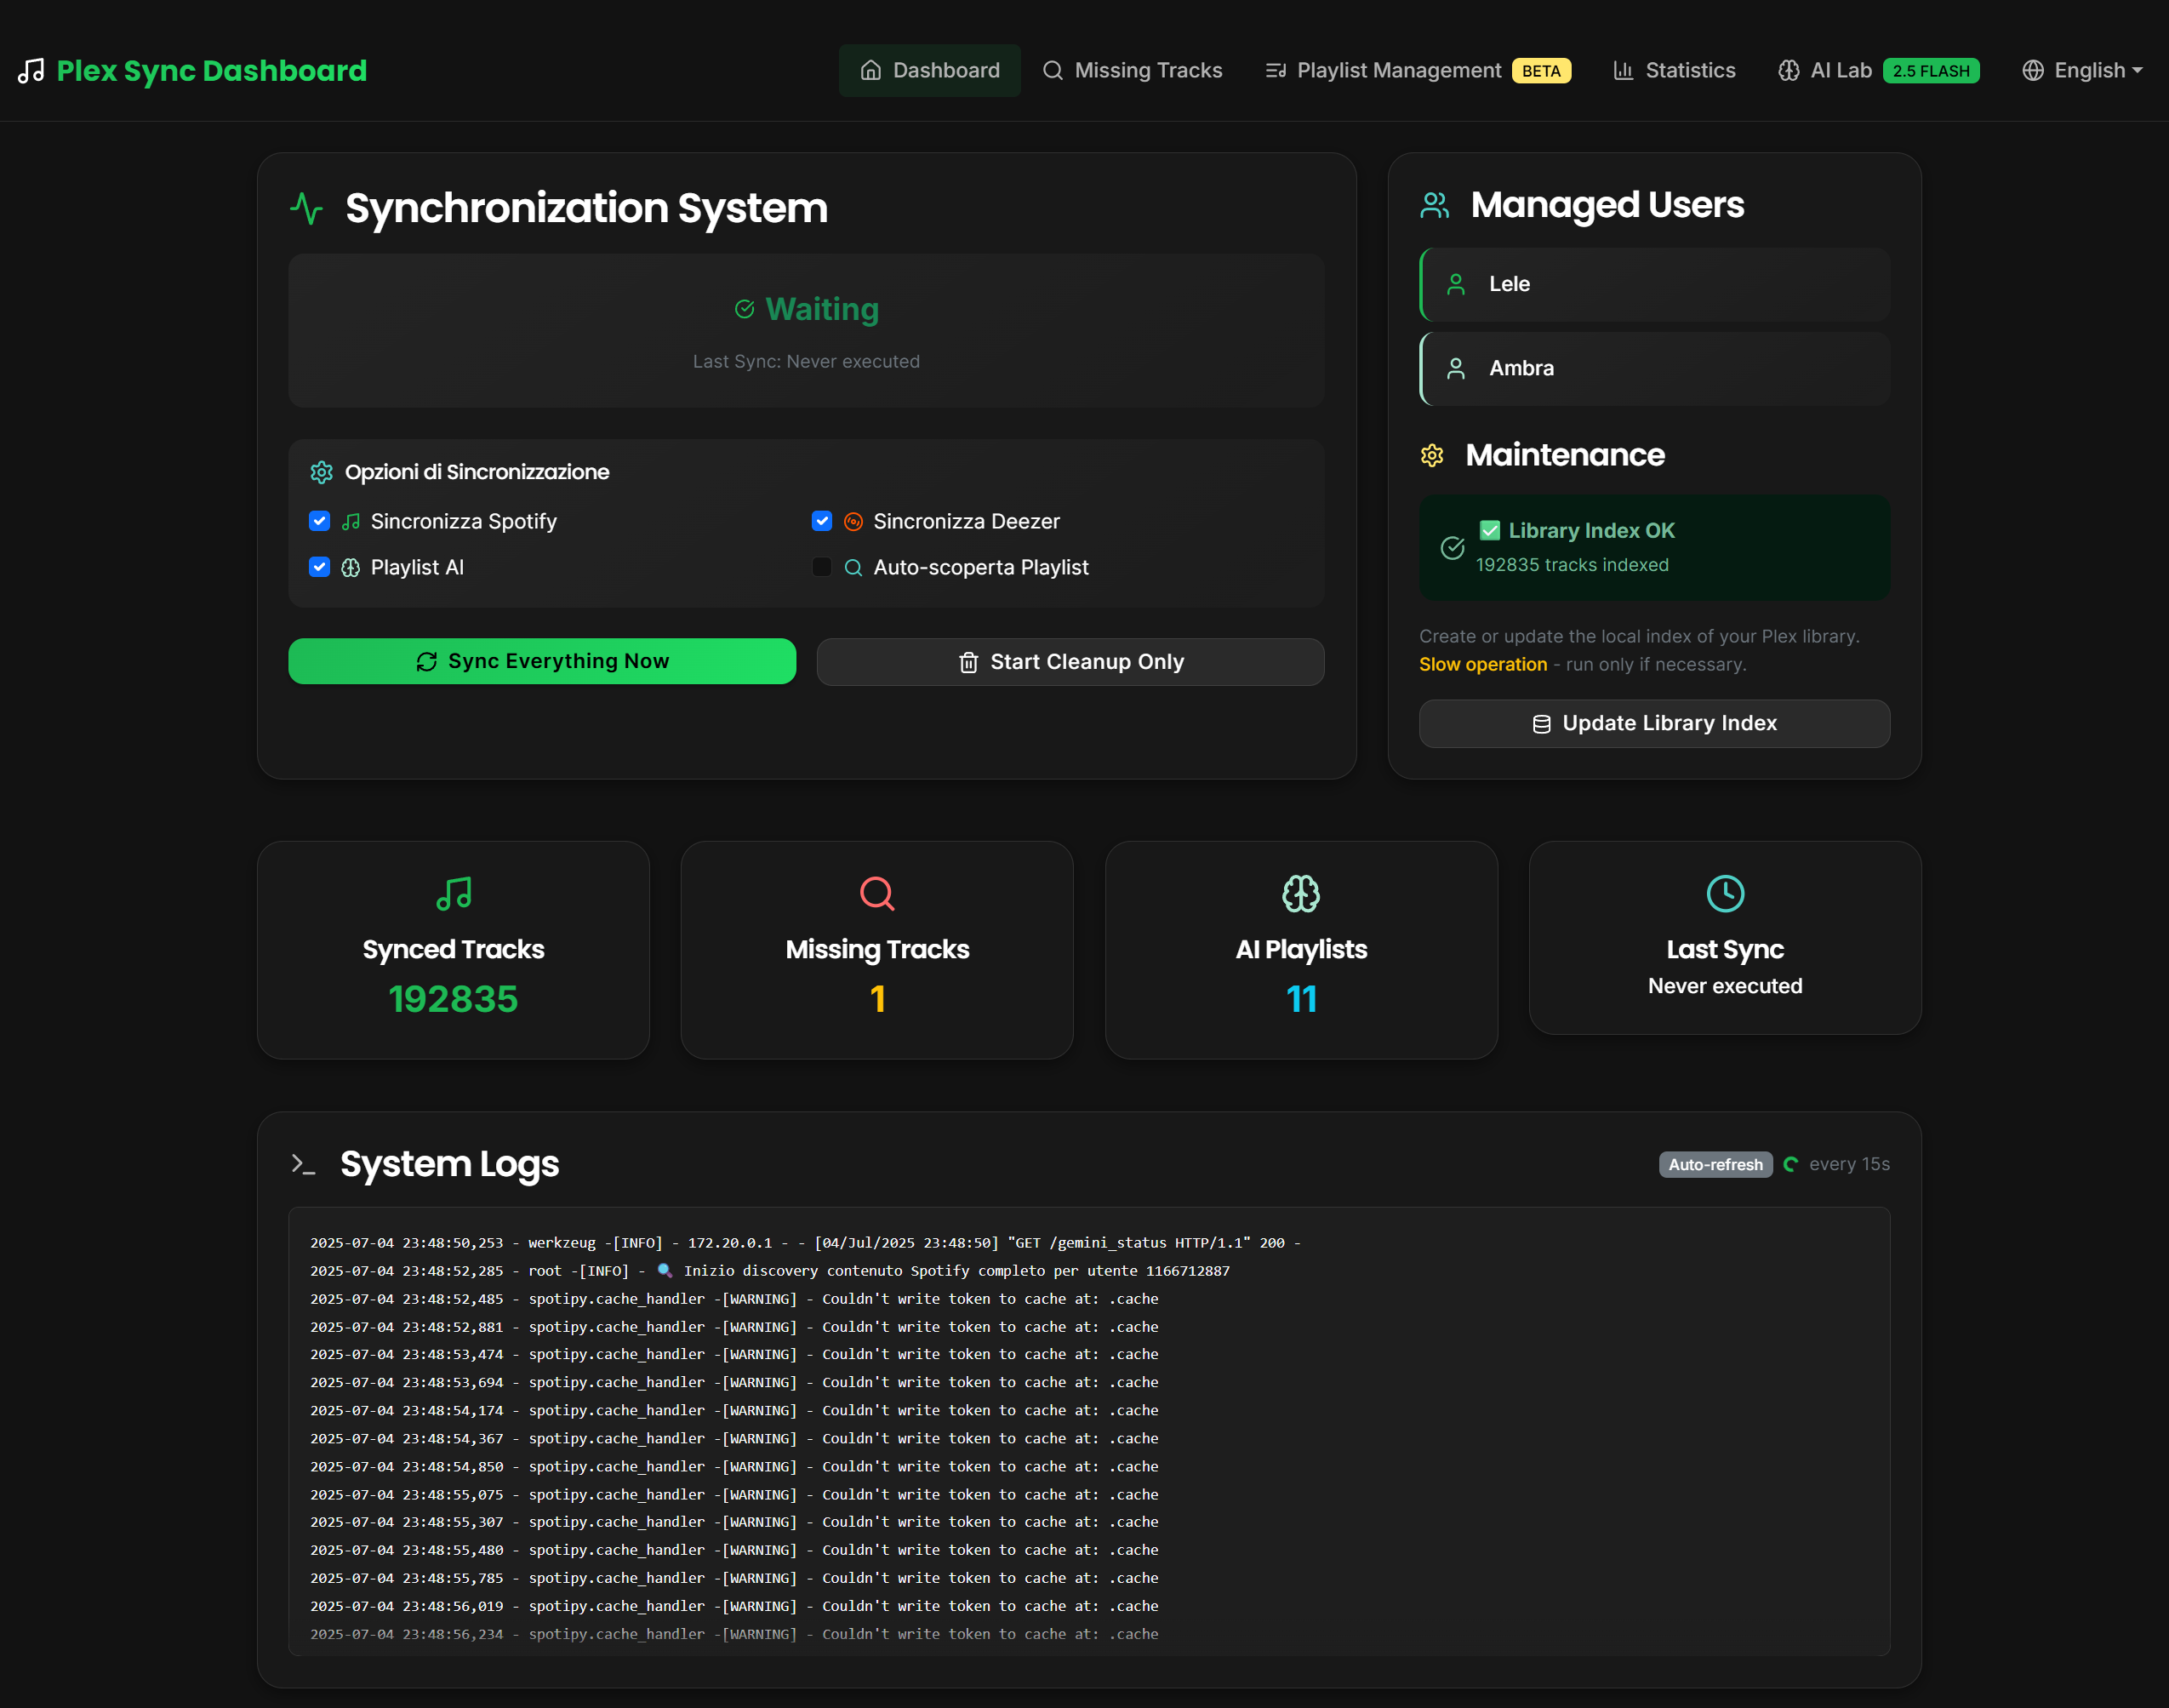 Plex Sync Dashboard
Dashboard
Missing Tracks
Playlist Management BETA
Statistics
AI Lab 2.5 FLASH
English
Synchronization System
Waiting
Last Sync: Never executed
Opzioni di Sincronizzazione
Sincronizza Spotify
Sincronizza Deezer
Playlist AI
Auto-scoperta Playlist
Sync Everything Now
Start Cleanup Only
Managed Users
Lele
Ambra
Maintenance
✅ Library Index OK
192835 tracks indexed
Create or update the local index of your Plex library.
Slow operation - run only if necessary.
Update Library Index
Synced Tracks
192835
Missing Tracks
1
AI Playlists
11
Last Sync
Never executed
System Logs
Auto-refresh every 15s
2025-07-04 23:48:50,253 - werkzeug -[INFO] - 172.20.0.1 - - [04/Jul/2025 23:48:50] "GET /gemini_status HTTP/1.1" 200 -
2025-07-04 23:48:52,285 - root -[INFO] - 🔍 Inizio discovery contenuto Spotify completo per utente 1166712887
2025-07-04 23:48:52,485 - spotipy.cache_handler -[WARNING] - Couldn't write token to cache at: .cache
2025-07-04 23:48:52,881 - spotipy.cache_handler -[WARNING] - Couldn't write token to cache at: .cache
2025-07-04 23:48:53,474 - spotipy.cache_handler -[WARNING] - Couldn't write token to cache at: .cache
2025-07-04 23:48:53,694 - spotipy.cache_handler -[WARNING] - Couldn't write token to cache at: .cache
2025-07-04 23:48:54,174 - spotipy.cache_handler -[WARNING] - Couldn't write token to cache at: .cache
2025-07-04 23:48:54,367 - spotipy.cache_handler -[WARNING] - Couldn't write token to cache at: .cache
2025-07-04 23:48:54,850 - spotipy.cache_handler -[WARNING] - Couldn't write token to cache at: .cache
2025-07-04 23:48:55,075 - spotipy.cache_handler -[WARNING] - Couldn't write token to cache at: .cache
2025-07-04 23:48:55,307 - spotipy.cache_handler -[WARNING] - Couldn't write token to cache at: .cache
2025-07-04 23:48:55,480 - spotipy.cache_handler -[WARNING] - Couldn't write token to cache at: .cache
2025-07-04 23:48:55,785 - spotipy.cache_handler -[WARNING] - Couldn't write token to cache at: .cache
2025-07-04 23:48:56,019 - spotipy.cache_handler -[WARNING] - Couldn't write token to cache at: .cache
2025-07-04 23:48:56,234 - spotipy.cache_handler -[WARNING] - Couldn't write token to cache at: .cache